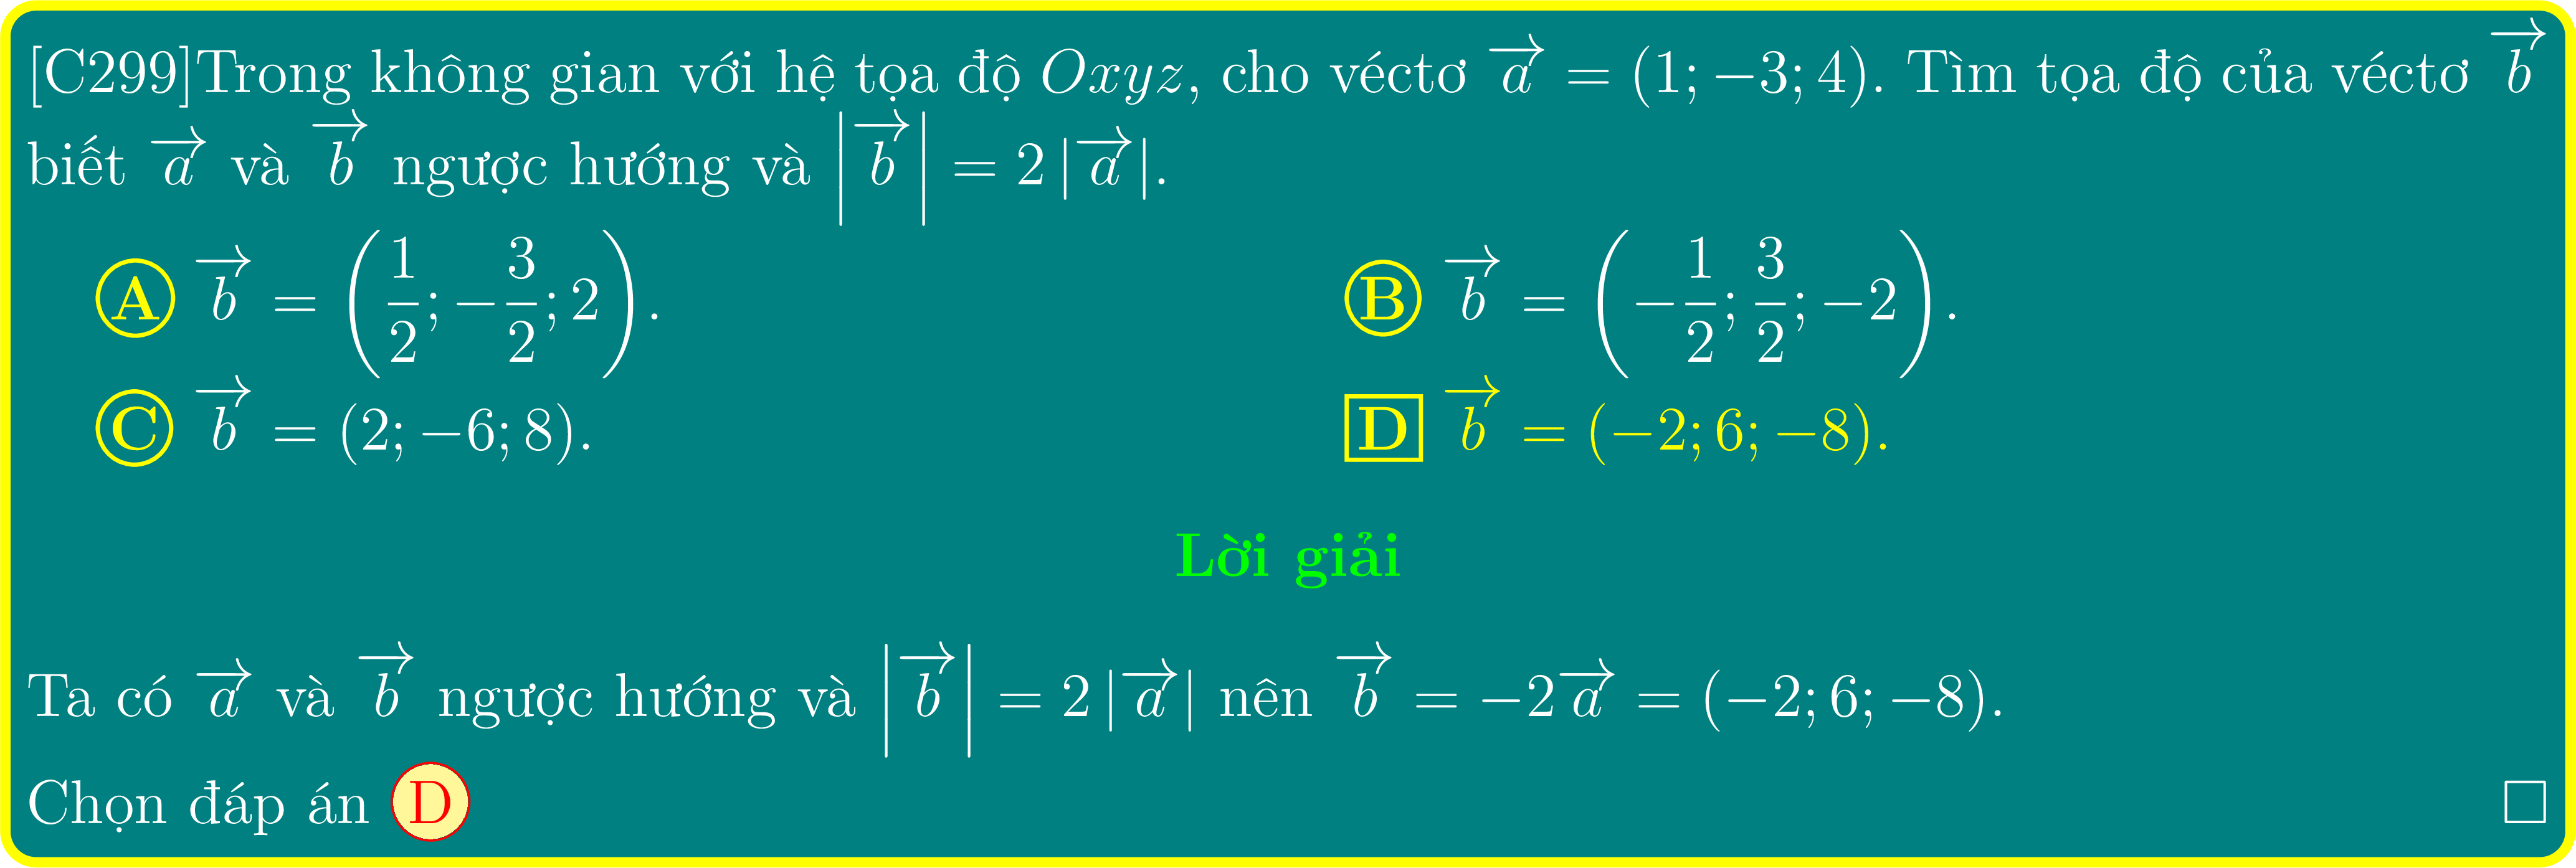 [C299]Trong không gian với hệ tọa độ $Oxyz$, cho véctơ $\overrightarrow{a} = (1; -3; 4)$. Tìm tọa độ của véctơ $\overrightarrow{b}$
biết $\overrightarrow{a}$ và $\overrightarrow{b}$ ngược hướng và $\left|\overrightarrow{b}\right| = 2\left|\overrightarrow{a}\right|$.
A $\overrightarrow{b} = \left(\dfrac{1}{2}; -\dfrac{3}{2}; 2\right)$. B $\overrightarrow{b} = \left(-\dfrac{1}{2}; \dfrac{3}{2}; -2\right)$.
C $\overrightarrow{b} = (2; -6; 8)$. D $\overrightarrow{b} = (-2; 6; -8)$.
Lời giải
Ta có $\overrightarrow{a}$ và $\overrightarrow{b}$ ngược hướng và $\left|\overrightarrow{b}\right| = 2\left|\overrightarrow{a}\right|$ nên $\overrightarrow{b} = -2\overrightarrow{a} = (-2; 6; -8)$.
Chọn đáp án D □